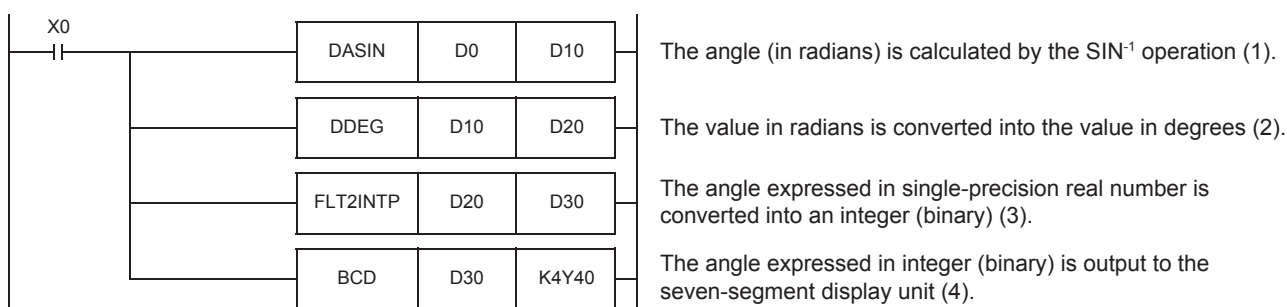 X0
DASIN D0 D10 The angle (in radians) is calculated by the SIN-1 operation (1).
DDEG D10 D20 The value in radians is converted into the value in degrees (2).
FLT2INTP D20 D30 The angle expressed in single-precision real number is
converted into an integer (binary) (3).
BCD D30 K4Y40 The angle expressed in integer (binary) is output to the
seven-segment display unit (4).